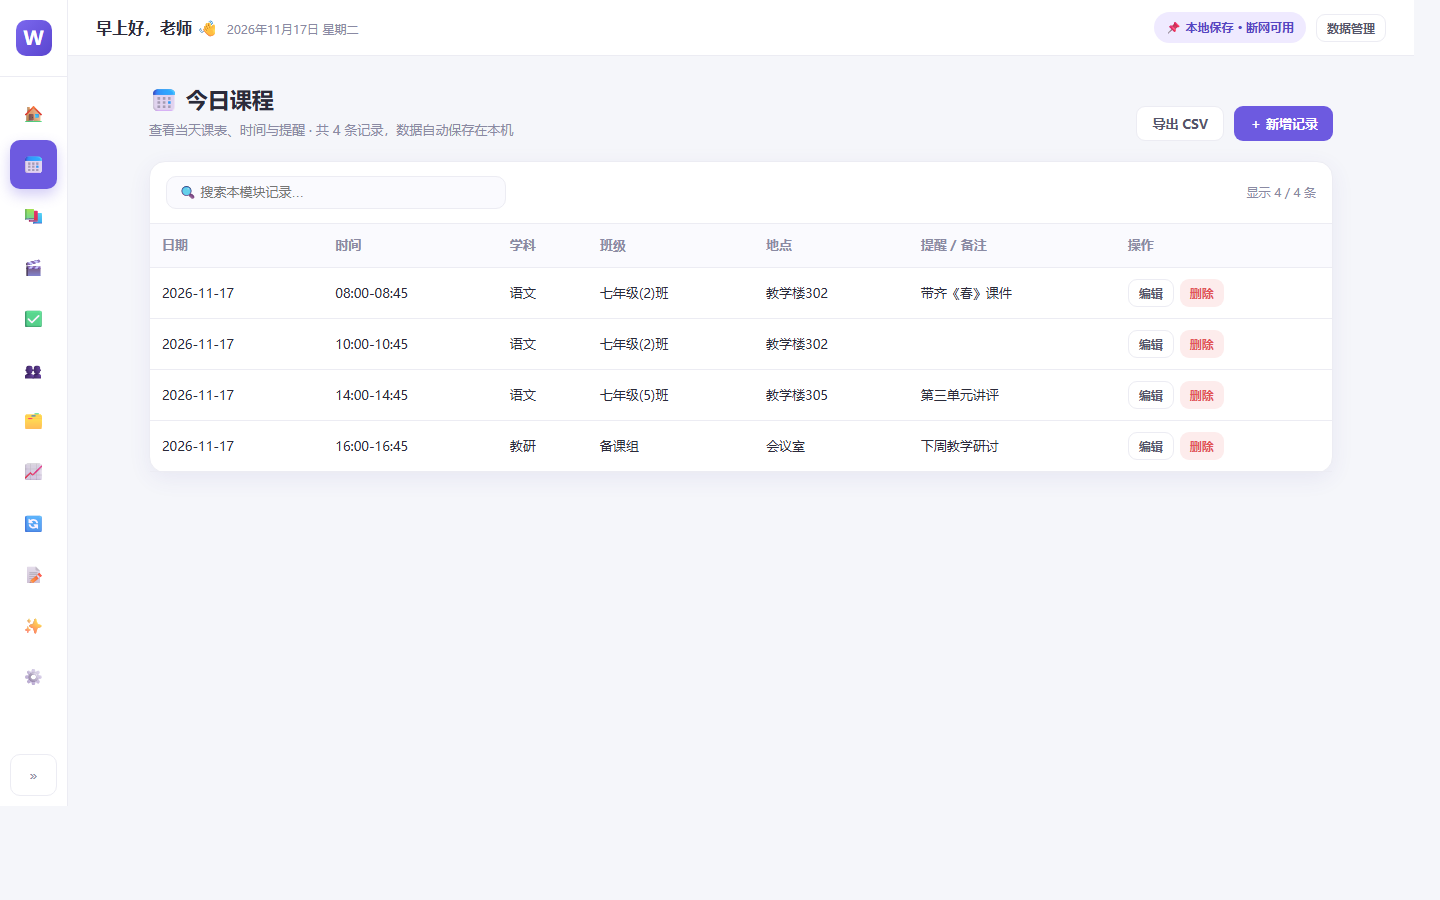 W
早上好，老师 👋 2026年11月17日 星期二
📌 本地保存・断网可用
数据管理
今日课程
查看当天课表、时间与提醒 · 共 4 条记录，数据自动保存在本机
导出 CSV
+ 新增记录
搜索本模块记录...
显示 4 / 4 条
日期 时间 学科 班级 地点 提醒 / 备注 操作
2026-11-17 08:00-08:45 语文 七年级(2)班 教学楼302 带齐《春》课件 编辑 删除
2026-11-17 10:00-10:45 语文 七年级(2)班 教学楼302 编辑 删除
2026-11-17 14:00-14:45 语文 七年级(5)班 教学楼305 第三单元讲评 编辑 删除
2026-11-17 16:00-16:45 教研 备课组 会议室 下周教学研讨 编辑 删除
»